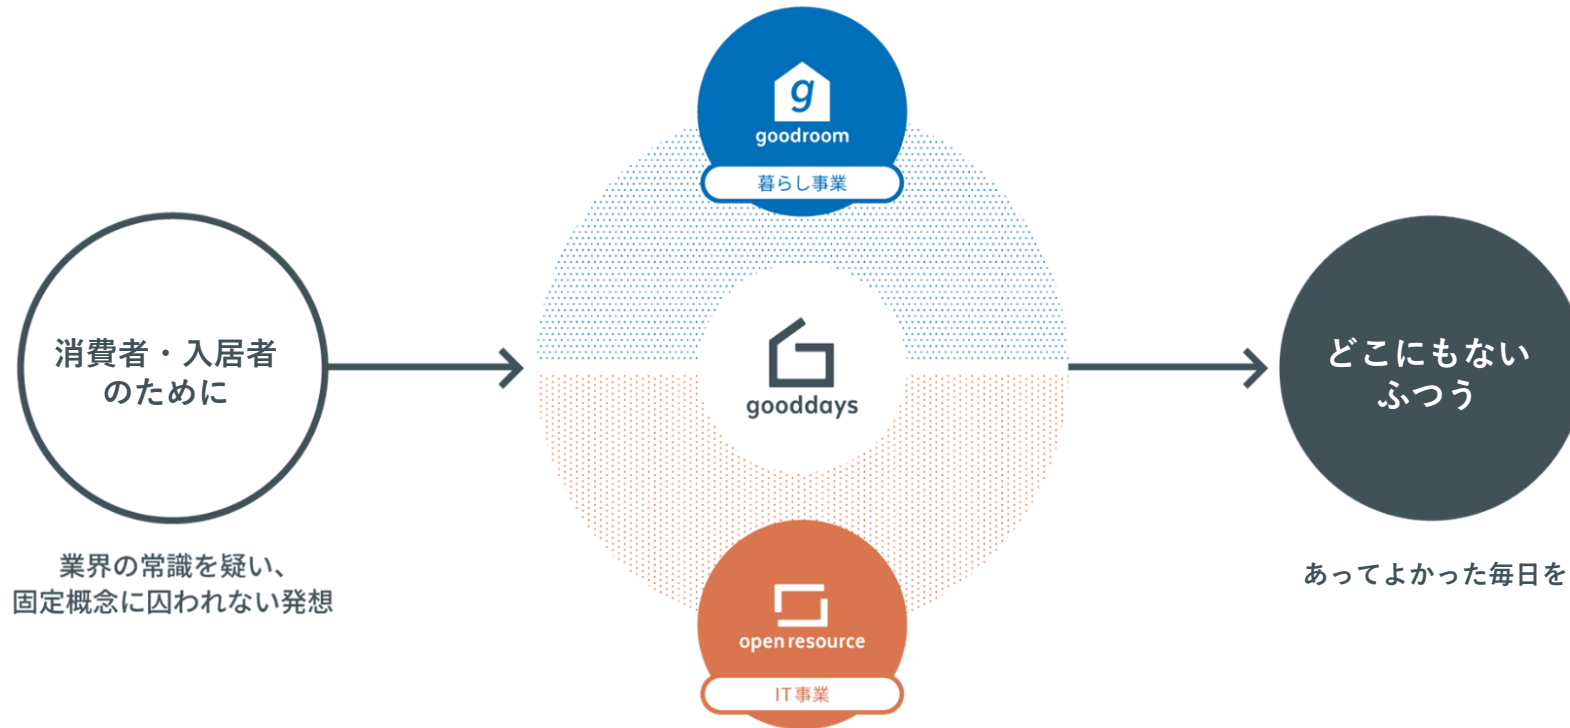 消費者・入居者
のために
業界の常識を疑い、
固定概念に囚われない発想
g
goodroom
暮らし事業
gooddays
open resource
IT事業
どこにもない
ふつう
あってよかった毎日を